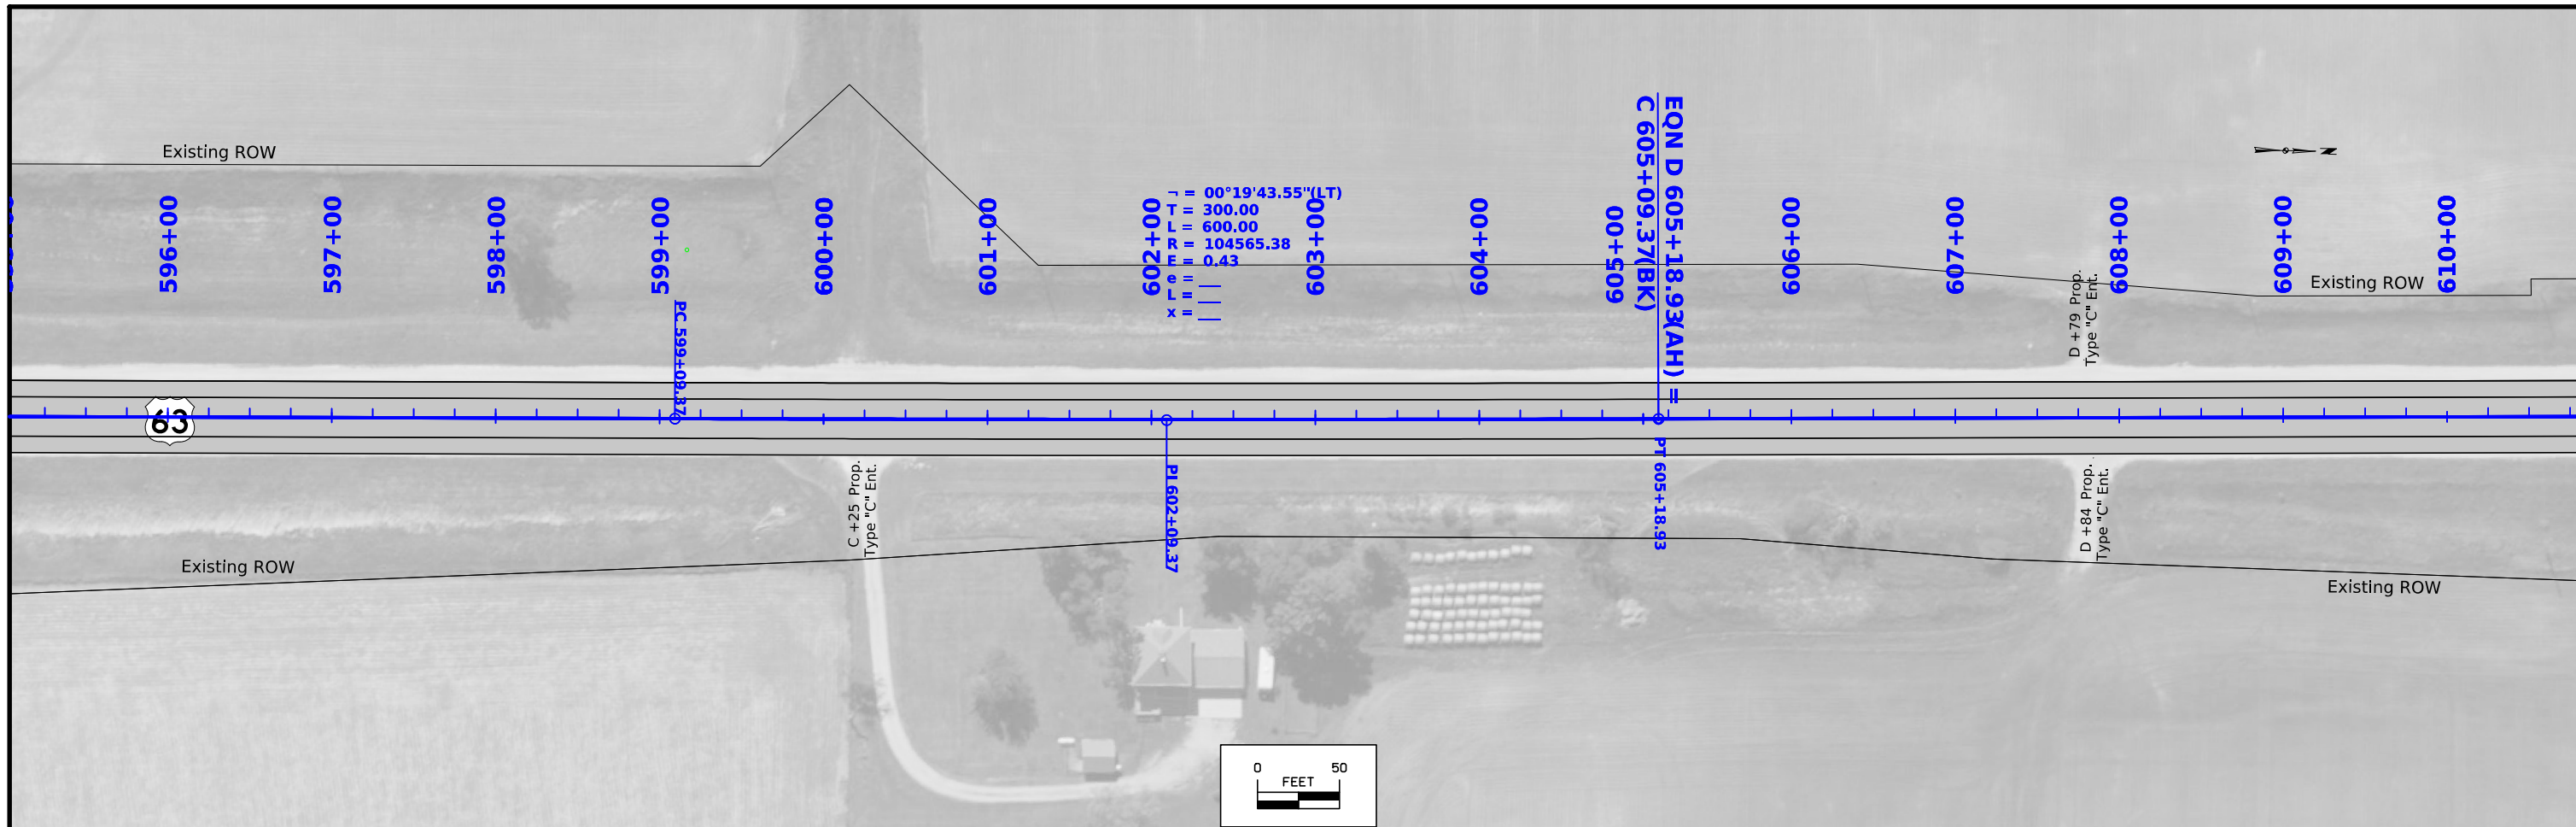 Existing ROW
596+00
597+00
598+00
599+00
600+00
601+00
602+00
603+00
604+00
605+00
606+00
607+00
608+00
609+00
610+00
¬ = 00°19'43.55"(LT)
T = 300.00
L = 600.00
R = 104565.38
E = 0.43
e = ___
L = ___
x = ___
EQN D 605+18.93(AH) =
C 605+09.37(BK)
N
Existing ROW
D +79 Prop.
Type "C" Ent.
PC 599+09.37
63
PI 602+09.37
PT 605+18.93
C +25 Prop.
Type "C" Ent.
D +84 Prop.
Type "C" Ent.
Existing ROW
Existing ROW
0 50
FEET